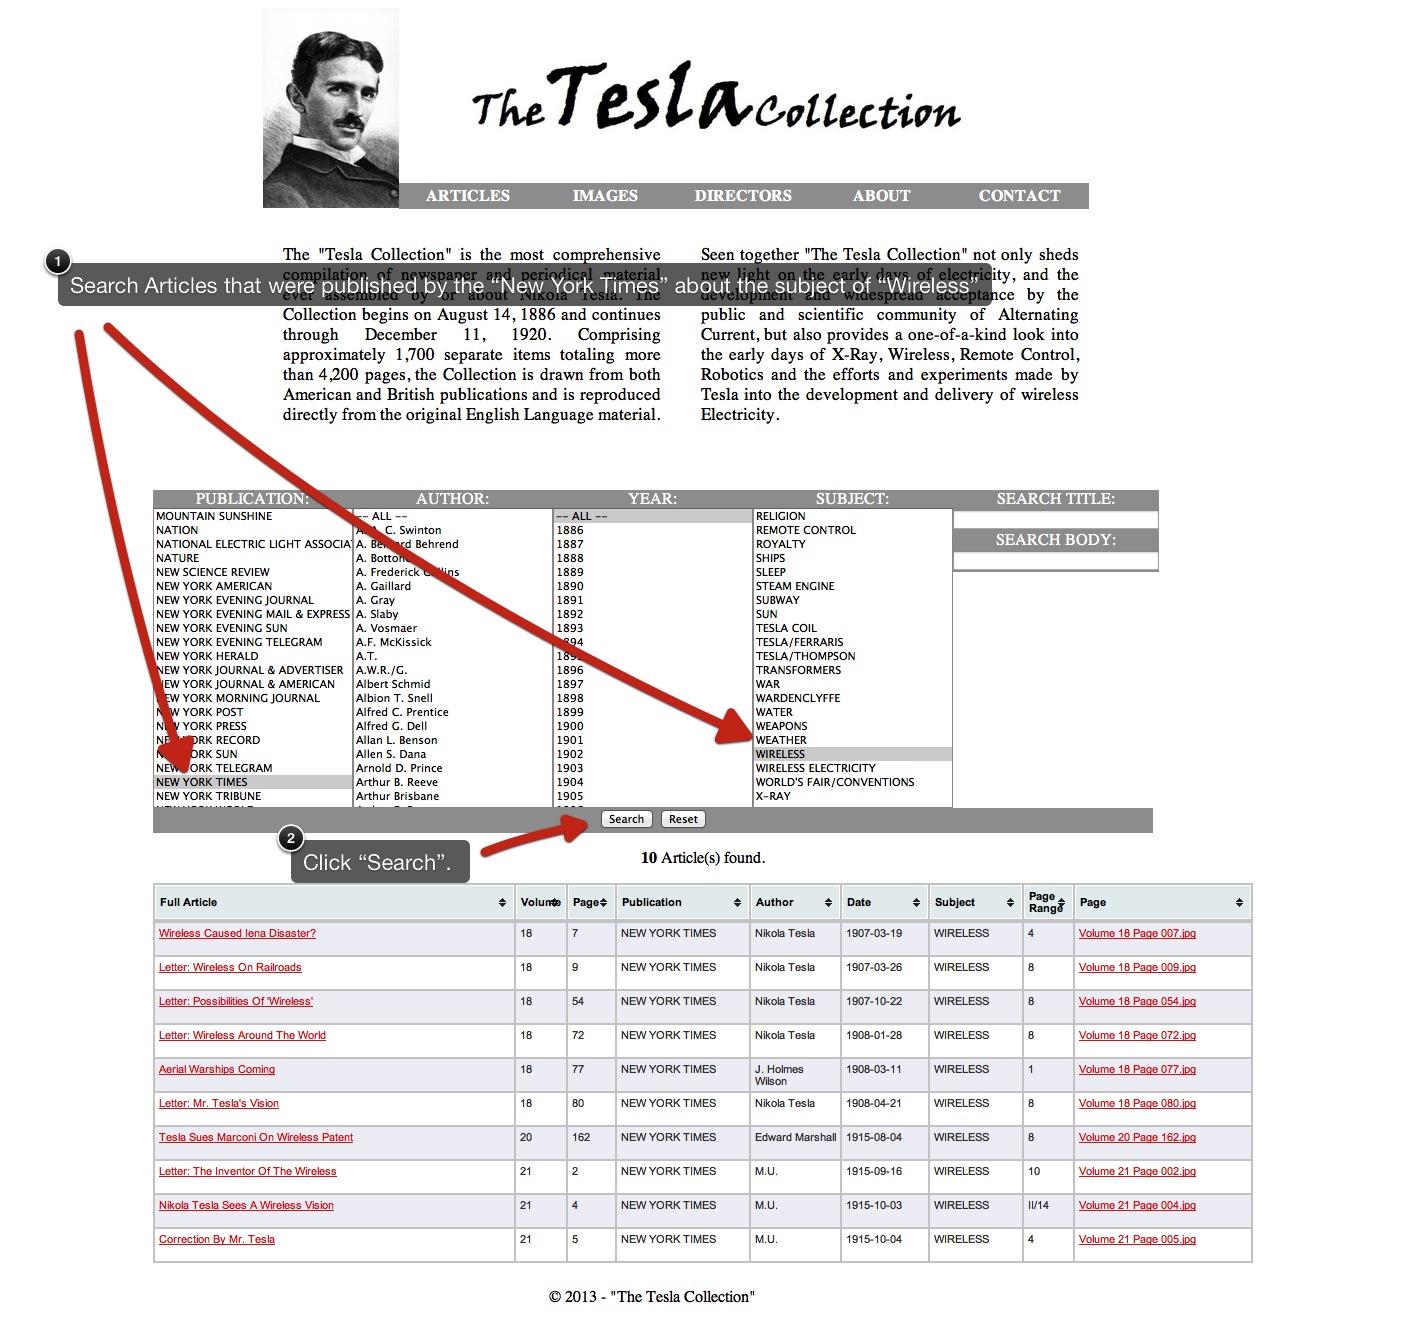 The Tesla Collection
ARTICLES IMAGES DIRECTORS ABOUT CONTACT
The "Tesla Collection" is the most comprehensive
compilation of newspaper and periodical material
ever assembled by or about Nikola Tesla. The
Collection begins on August 14, 1886 and continues
through December 11, 1920. Comprising
approximately 1,700 separate items totaling more
than 4,200 pages, the Collection is drawn from both
American and British publications and is reproduced
directly from the original English Language material.
Seen together "The Tesla Collection" not only sheds
new light on the early days of electricity, and the
development and widespread acceptance by the
public and scientific community of Alternating
Current, but also provides a one-of-a-kind look into
the early days of X-Ray, Wireless, Remote Control,
Robotics and the efforts and experiments made by
Tesla into the development and delivery of wireless
Electricity.
1
Search Articles that were published by the “New York Times” about the subject of “Wireless”
PUBLICATION:
MOUNTAIN SUNSHINE
NATION
NATIONAL ELECTRIC LIGHT ASSOCIA
NATURE
NEW SCIENCE REVIEW
NEW YORK AMERICAN
NEW YORK EVENING JOURNAL
NEW YORK EVENING MAIL & EXPRESS
NEW YORK EVENING SUN
NEW YORK EVENING TELEGRAM
NEW YORK HERALD
NEW YORK JOURNAL & ADVERTISER
NEW YORK JOURNAL & AMERICAN
NEW YORK MORNING JOURNAL
NEW YORK POST
NEW YORK PRESS
NEW YORK RECORD
NEW YORK SUN
NEW YORK TELEGRAM
NEW YORK TIMES
NEW YORK TRIBUNE
AUTHOR:
-- ALL --
C. Swinton
A. Behrend
A. Bottone
A. Frederick Collins
A. Gaillard
A. Gray
A. Slaby
A. Vosmaer
A.F. McKissick
A.T.
A.W.R./G.
Albert Schmid
Albion T. Snell
Alfred C. Prentice
Alfred G. Dell
Allan L. Benson
Allen S. Dana
Arnold D. Prince
Arthur B. Reeve
Arthur Brisbane
YEAR:
-- ALL --
1886
1887
1888
1889
1890
1891
1892
1893
1894
1895
1896
1897
1898
1899
1900
1901
1902
1903
1904
1905
SUBJECT:
RELIGION
REMOTE CONTROL
ROYALTY
SHIPS
SLEEP
STEAM ENGINE
SUBWAY
SUN
TESLA COIL
TESLA/FERRARIS
TESLA/THOMPSON
TRANSFORMERS
WAR
WARDENCLYFFE
WATER
WEAPONS
WEATHER
WIRELESS
WIRELESS ELECTRICITY
WORLD'S FAIR/CONVENTIONS
X-RAY
SEARCH TITLE:
SEARCH BODY:
Search Reset
2
Click “Search”.
10 Article(s) found.
Full Article Volume Page Publication Author Date Subject Page Range Page
Wireless Caused Iena Disaster? 18 7 NEW YORK TIMES Nikola Tesla 1907-03-19 WIRELESS 4 Volume 18 Page 007.jpg
Letter: Wireless On Railroads 18 9 NEW YORK TIMES Nikola Tesla 1907-03-26 WIRELESS 8 Volume 18 Page 009.jpg
Letter: Possibilities Of 'Wireless' 18 54 NEW YORK TIMES Nikola Tesla 1907-10-22 WIRELESS 8 Volume 18 Page 054.jpg
Letter: Wireless Around The World 18 72 NEW YORK TIMES Nikola Tesla 1908-01-28 WIRELESS 8 Volume 18 Page 072.jpg
Aerial Warships Coming 18 77 NEW YORK TIMES J. Holmes Wilson 1908-03-11 WIRELESS 1 Volume 18 Page 077.jpg
Letter: Mr. Tesla's Vision 18 80 NEW YORK TIMES Nikola Tesla 1908-04-21 WIRELESS 8 Volume 18 Page 080.jpg
Tesla Sues Marconi On Wireless Patent 20 162 NEW YORK TIMES Edward Marshall 1915-08-04 WIRELESS 8 Volume 20 Page 162.jpg
Letter: The Inventor Of The Wireless 21 2 NEW YORK TIMES M.U. 1915-09-16 WIRELESS 10 Volume 21 Page 002.jpg
Nikola Tesla Sees A Wireless Vision 21 4 NEW YORK TIMES M.U. 1915-10-03 WIRELESS II/14 Volume 21 Page 004.jpg
Correction By Mr. Tesla 21 5 NEW YORK TIMES M.U. 1915-10-04 WIRELESS 4 Volume 21 Page 005.jpg
© 2013 - "The Tesla Collection"